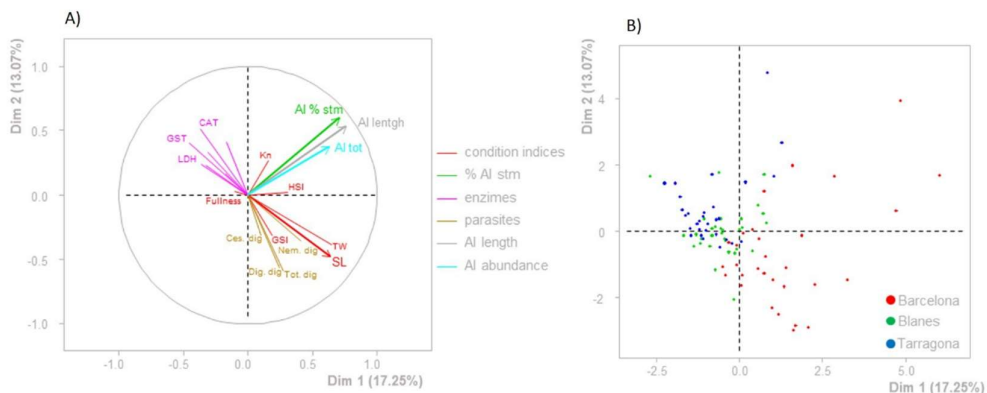 A)
Dim 2 (13.07%)
1.0
0.5
0.0
-0.5
-1.0
-1.0
-0.5
0.0
0.5
1.0
Dim 1 (17.25%)
AI % stm
AI lentgh
AI tot
CAT
GST
LDH
Kn
HSI
Fullness
Ces. dig
GSI
Nem. dig
TW
SL
Dig. dig
Tot. dig
condition indices
% AI stm
enzimes
parasites
AI length
AI abundance
B)
Dim 2 (13.07%)
4
2
0
-2
-2.5
0.0
2.5
5.0
Dim 1 (17.25%)
Barcelona
Blanes
Tarragona